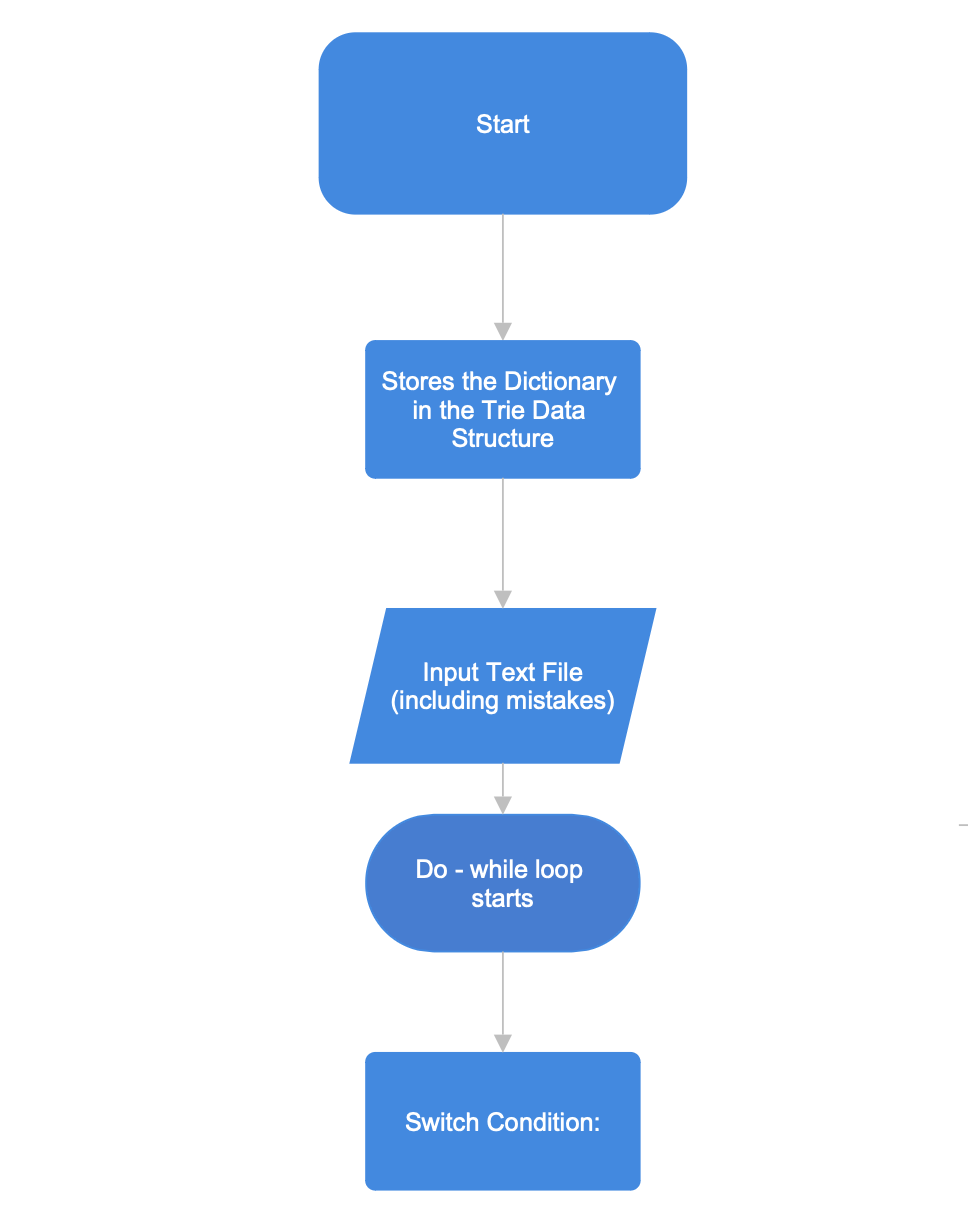 Start
Stores the Dictionary
in the Trie Data
Structure
Input Text File
(including mistakes)
Do - while loop
starts
Switch Condition: